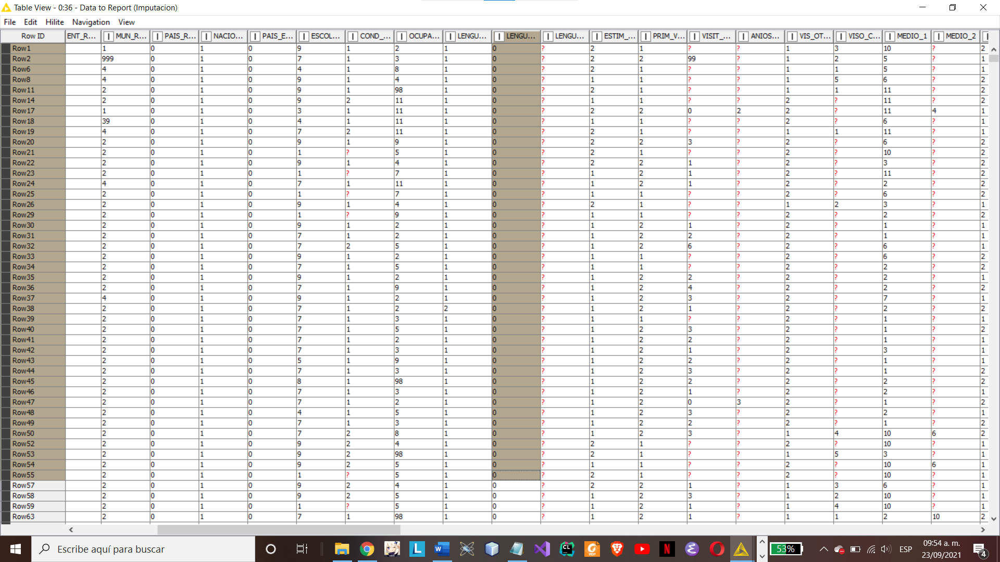 Table View - 0:36 - Data to Report (Imputacion)
File Edit Hilite Navigation View
Row ID ENT_R... MUN_R... PAIS_R... NACIO... PAIS_E... ESCOL... COND_... OCUPA... LENGU... LENGU... LENGU... ESTIM_... PRIM_V... VISIT_... ANIOS... VIS_OT... VISO_C... MEDIO_1 MEDIO_2
Row1 1 0 1 0 9 1 2 1 0 ? 2 1 ? ? 1 3 10 ? 2
Row2 999 0 1 0 7 1 3 1 0 ? 2 2 99 ? 1 2 5 ? 1
Row6 4 0 1 0 4 1 8 1 0 ? 2 1 ? ? 1 1 5 ? 1
Row8 4 0 1 0 9 1 4 1 0 ? 1 1 ? ? 1 5 6 ? 2
Row11 2 0 1 0 9 1 98 1 0 ? 2 1 ? ? 1 1 11 ? 2
Row14 2 0 1 0 9 2 11 1 0 ? 1 1 ? ? 2 ? 11 ? 2
Row17 1 0 1 0 3 1 11 1 0 ? 2 2 0 2 2 ? 11 4 1
Row18 39 0 1 0 4 1 11 1 0 ? 1 1 ? ? 2 ? 6 ? 1
Row19 4 0 1 0 7 2 11 1 0 ? 2 1 ? ? 1 1 11 ? 1
Row20 2 0 1 0 9 1 9 1 0 ? 2 2 3 ? 2 ? 6 ? 2
Row21 2 0 1 0 1 ? 5 1 0 ? 2 1 ? ? 2 ? 10 ? 2
Row22 2 0 1 0 9 1 4 1 0 ? 2 2 1 ? 2 ? 3 ? 2
Row23 2 0 1 0 1 ? 7 1 0 ? 1 2 1 ? 2 ? 11 ? 2
Row24 4 0 1 0 7 1 11 1 0 ? 1 2 1 ? 2 ? 2 ? 2
Row25 2 0 1 0 1 ? 7 1 0 ? 1 1 ? ? 2 ? 6 ? 2
Row26 2 0 1 0 9 1 4 1 0 ? 2 1 ? ? 1 2 3 ? 1
Row29 2 0 1 0 1 ? 9 1 0 ? 1 1 ? ? 2 ? 2 ? 2
Row30 2 0 1 0 9 1 2 1 0 ? 1 2 1 ? 2 ? 1 ? 1
Row31 2 0 1 0 7 1 2 1 0 ? 1 2 2 ? 2 ? 1 ? 1
Row32 2 0 1 0 7 2 5 1 0 ? 1 2 6 ? 2 ? 6 ? 1
Row33 2 0 1 0 9 1 2 1 0 ? 1 1 ? ? 2 ? 6 ? 2
Row34 2 0 1 0 7 1 5 1 0 ? 1 1 ? ? 2 ? 2 ? 2
Row35 2 0 1 0 9 1 2 1 0 ? 1 2 2 ? 2 ? 2 ? 1
Row36 2 0 1 0 7 1 9 1 0 ? 1 2 4 ? 2 ? 2 ? 2
Row37 4 0 1 0 9 1 2 1 0 ? 1 2 3 ? 2 ? 7 ? 1
Row38 2 0 1 0 7 1 2 2 0 ? 1 2 1 ? 2 ? 2 ? 2
Row39 2 0 1 0 7 1 3 1 0 ? 1 1 ? ? 2 ? 1 ? 1
Row40 2 0 1 0 7 1 5 1 0 ? 1 2 3 ? 2 ? 1 ? 2
Row41 2 0 1 0 7 1 2 1 0 ? 1 2 2 ? 2 ? 1 ? 1
Row42 2 0 1 0 7 1 3 1 0 ? 1 2 1 ? 2 ? 3 ? 1
Row43 2 0 1 0 5 1 9 1 0 ? 1 2 2 ? 2 ? 1 ? 1
Row44 2 0 1 0 7 1 3 1 0 ? 1 2 3 ? 2 ? 1 ? 2
Row45 2 0 1 0 8 1 98 1 0 ? 1 2 2 ? 2 ? 2 ? 2
Row46 2 0 1 0 7 1 3 1 0 ? 1 2 1 ? 2 ? 2 ? 1
Row47 2 0 1 0 7 1 2 1 0 ? 1 2 0 3 2 ? 1 ? 2
Row48 2 0 1 0 4 1 5 1 0 ? 1 2 3 ? 2 ? 2 ? 1
Row49 2 0 1 0 7 1 3 1 0 ? 1 2 2 ? 2 ? 1 ? 2
Row50 2 0 1 0 7 2 8 1 0 ? 1 2 3 ? 1 4 10 6 2
Row52 2 0 1 0 9 2 4 1 0 ? 2 1 ? ? 2 ? 10 ? 1
Row53 2 0 1 0 9 2 98 1 0 ? 2 1 ? ? 1 5 3 ? 1
Row54 2 0 1 0 9 2 5 1 0 ? 1 1 ? ? 2 ? 10 6 1
Row55 2 0 1 0 1 ? 5 1 0 ? 2 1 ? ? 2 ? 10 ? 1
Row57 2 0 1 0 9 2 4 1 0 ? 2 2 1 ? 1 3 6 ? 1
Row58 2 0 1 0 9 2 5 1 0 ? 1 2 3 ? 1 2 10 ? 1
Row59 2 0 1 0 1 ? 5 1 0 ? 1 2 1 ? 1 4 10 ? 1
Row63 2 0 1 0 7 1 98 1 0 ? 1 2 1 ? 1 1 2 10 2
Escribe aquí para buscar
53%
ESP
09:54 a. m.
23/09/2021
4